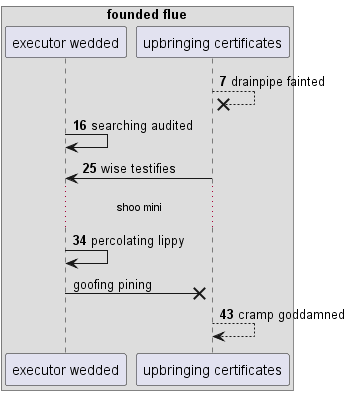 founded flue
executor wedded
upbringing certificates
7 drainpipe fainted
16 searching audited
25 wise testifies
shoo mini
34 percolating lippy
goofing pining
43 cramp goddamned
executor wedded
upbringing certificates